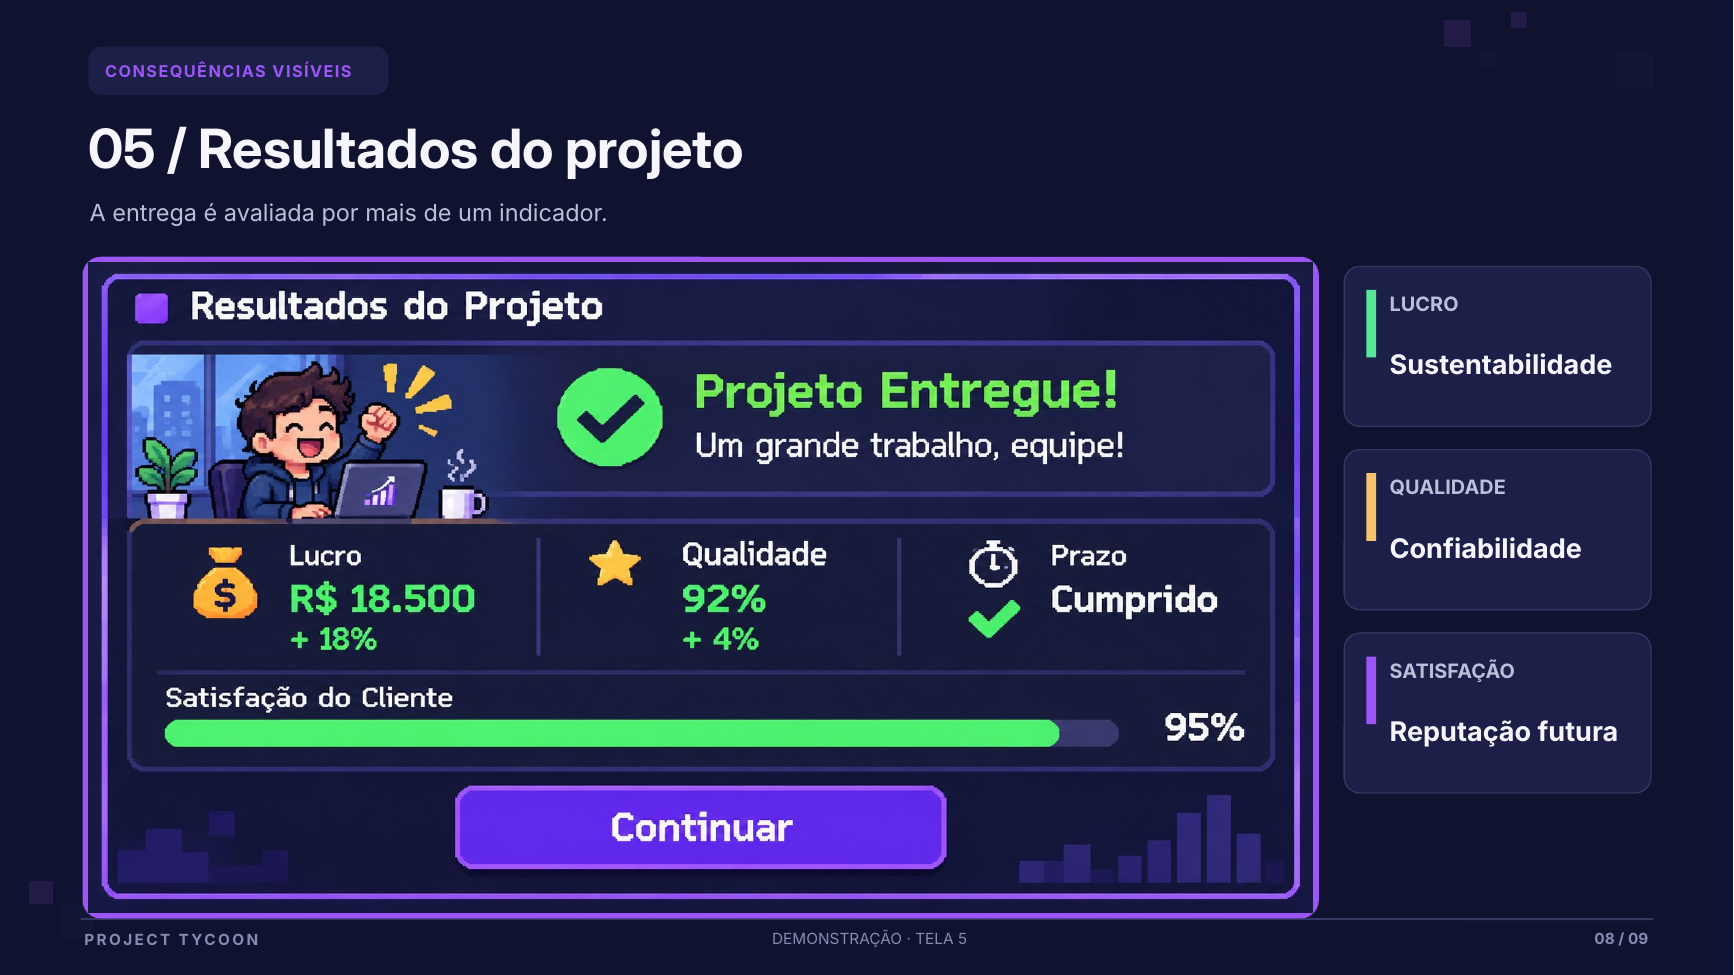 CONSEQUÊNCIAS VISÍVEIS
05 / Resultados do projeto
A entrega é avaliada por mais de um indicador.
Resultados do Projeto
Projeto Entregue!
Um grande trabalho, equipe!
$
Lucro
R$ 18.500
+ 18%
Qualidade
92%
+ 4%
Prazo
Cumprido
Satisfação do Cliente
95%
Continuar
LUCRO
Sustentabilidade
QUALIDADE
Confiabilidade
SATISFAÇÃO
Reputação futura
PROJECT TYCOON
DEMONSTRAÇÃO · TELA 5
08 / 09